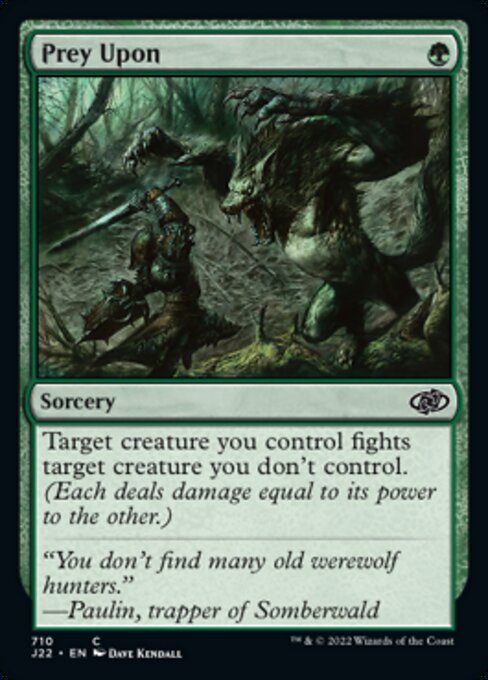 Prey Upon
Sorcery
Target creature you control fights
target creature you don't control.
(Each deals damage equal to its power
to the other.)
"You don't find many old werewolf
hunters."
—Paulin, trapper of Somberwald
710 C
J22 • EN Dave Kendall
™ & © 2022 Wizards of the Coast